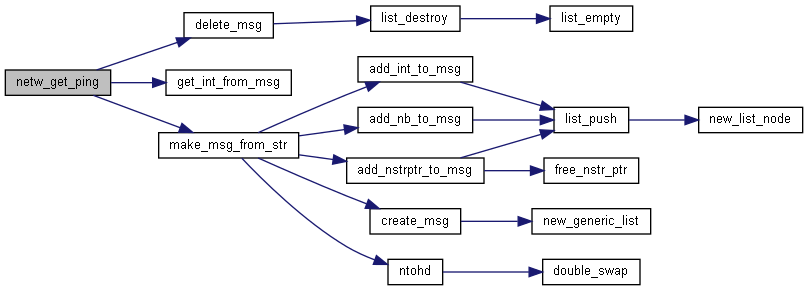 delete_msg
list_destroy
list_empty
netw_get_ping
get_int_from_msg
make_msg_from_str
add_int_to_msg
add_nb_to_msg
list_push
new_list_node
add_nstrptr_to_msg
free_nstr_ptr
create_msg
new_generic_list
ntohd
double_swap